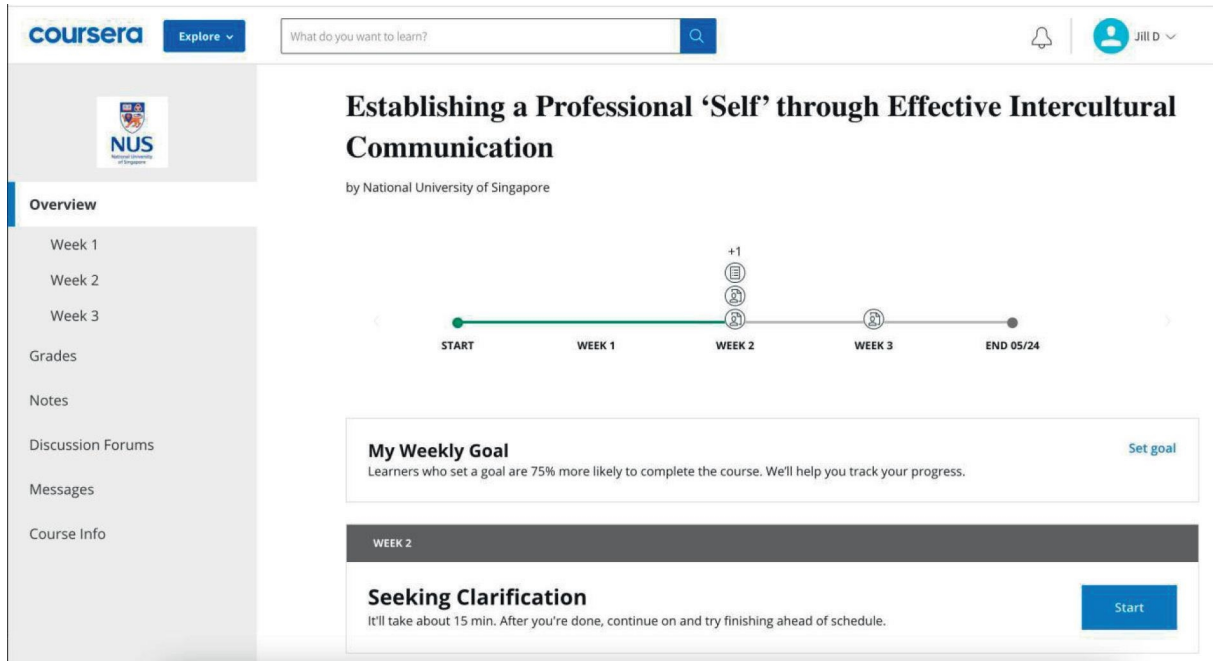 coursera
Explore
What do you want to learn?
Jill D
NUS
National University
of Singapore
Overview
Week 1
Week 2
Week 3
Grades
Notes
Discussion Forums
Messages
Course Info
Establishing a Professional ‘Self’ through Effective Intercultural
Communication
by National University of Singapore
+1
START
WEEK 1
WEEK 2
WEEK 3
END 05/24
My Weekly Goal
Set goal
Learners who set a goal are 75% more likely to complete the course. We’ll help you track your progress.
WEEK 2
Seeking Clarification
It'll take about 15 min. After you're done, continue on and try finishing ahead of schedule.
Start